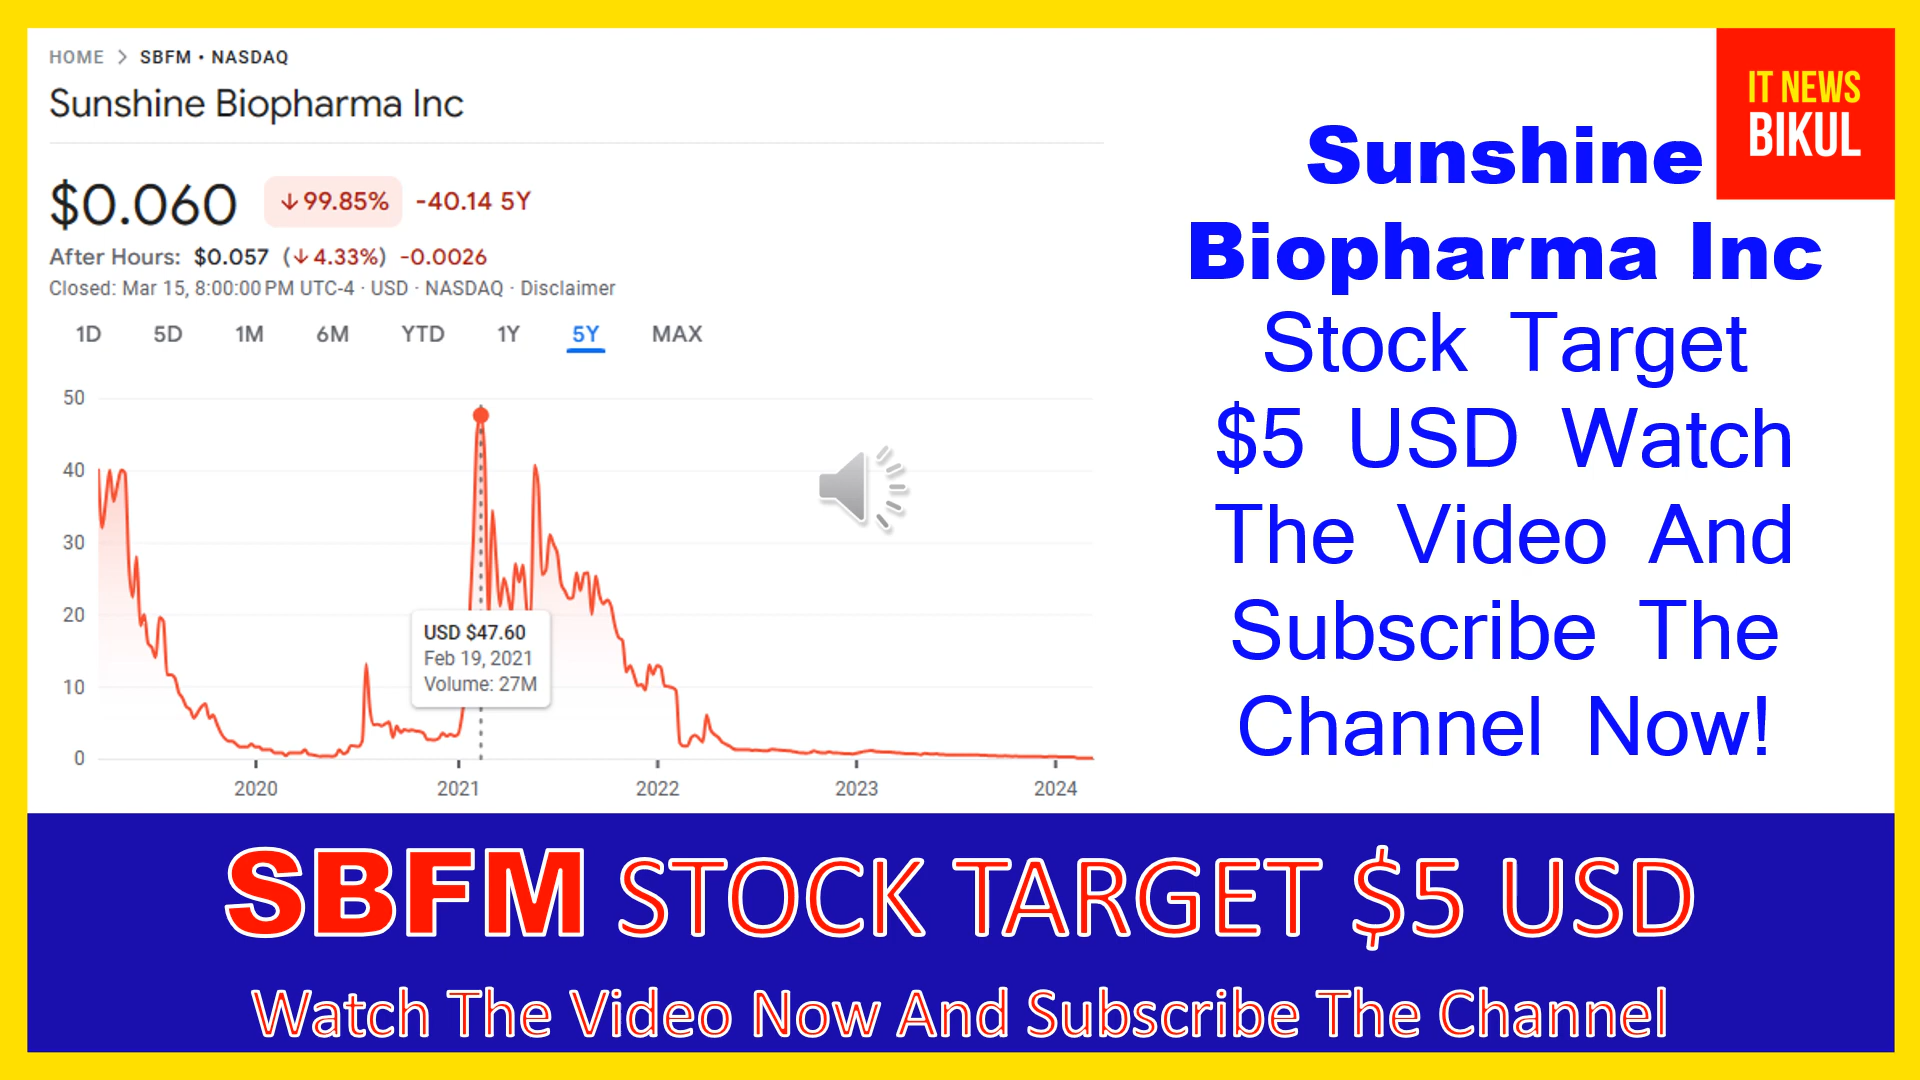 HOME > SBFM • NASDAQ
Sunshine Biopharma Inc
$0.060 ↓99.85% -40.14 5Y
After Hours: $0.057 (↓4.33%) -0.0026
Closed: Mar 15, 8:00:00 PM UTC-4 · USD · NASDAQ · Disclaimer
1D 5D 1M 6M YTD 1Y 5Y MAX
50
40
30
20
10
0
USD $47.60
Feb 19, 2021
Volume: 27M
2020 2021 2022 2023 2024
IT NEWS
BIKUL
Sunshine
Biopharma Inc
Stock Target
$5 USD Watch
The Video And
Subscribe The
Channel Now!
SBFM STOCK TARGET $5 USD
Watch The Video Now And Subscribe The Channel